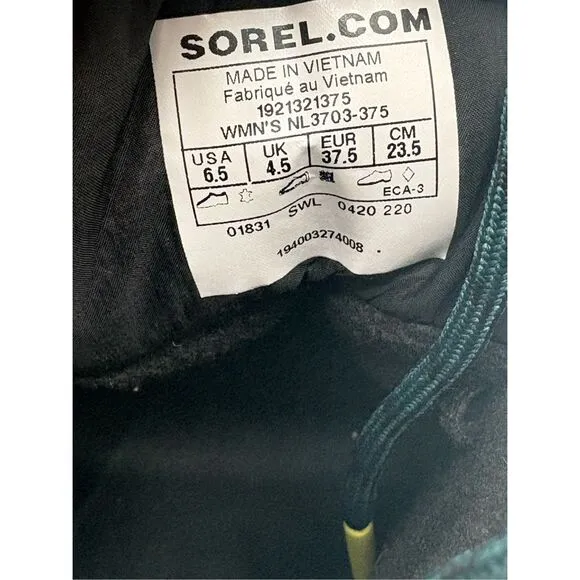 SOREL.COM
MADE IN VIETNAM
Fabriqué au Vietnam
1921321375
WMN'S NL3703-375
USA UK EUR CM
6.5 4.5 37.5 23.5
ECA-3
01831 SWL 0420 220
194003274008